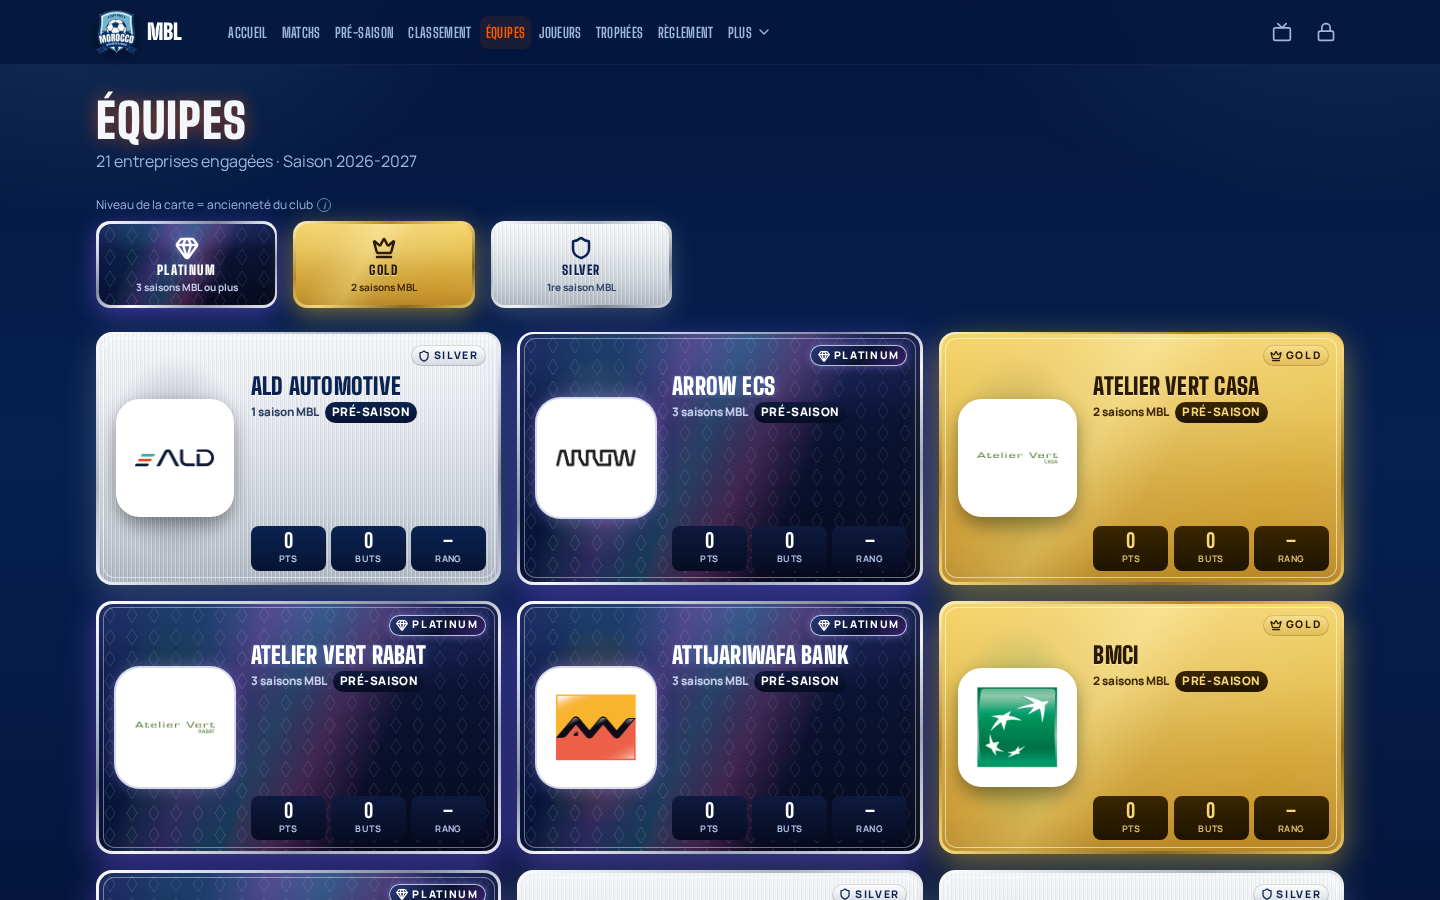 MOROCCO
MBL
ACCUEIL MATCHS PRÉ-SAISON CLASSEMENT ÉQUIPES JOUEURS TROPHÉES RÈGLEMENT PLUS
ÉQUIPES
21 entreprises engagées · Saison 2026-2027
Niveau de la carte = ancienneté du club i
PLATINUM
3 saisons MBL ou plus
GOLD
2 saisons MBL
SILVER
1re saison MBL
SILVER
ALD AUTOMOTIVE
1 saison MBL PRÉ-SAISON
ALD
0 0 –
PTS BUTS RANG
PLATINUM
ARROW ECS
3 saisons MBL PRÉ-SAISON
ARROW
0 0 –
PTS BUTS RANG
GOLD
ATELIER VERT CASA
2 saisons MBL PRÉ-SAISON
Atelier Vert
CASA
0 0 –
PTS BUTS RANG
PLATINUM
ATELIER VERT RABAT
3 saisons MBL PRÉ-SAISON
Atelier Vert
RABAT
0 0 –
PTS BUTS RANG
PLATINUM
ATTIJARIWAFA BANK
3 saisons MBL PRÉ-SAISON
0 0 –
PTS BUTS RANG
GOLD
BMCI
2 saisons MBL PRÉ-SAISON
0 0 –
PTS BUTS RANG
PLATINUM
SILVER
SILVER